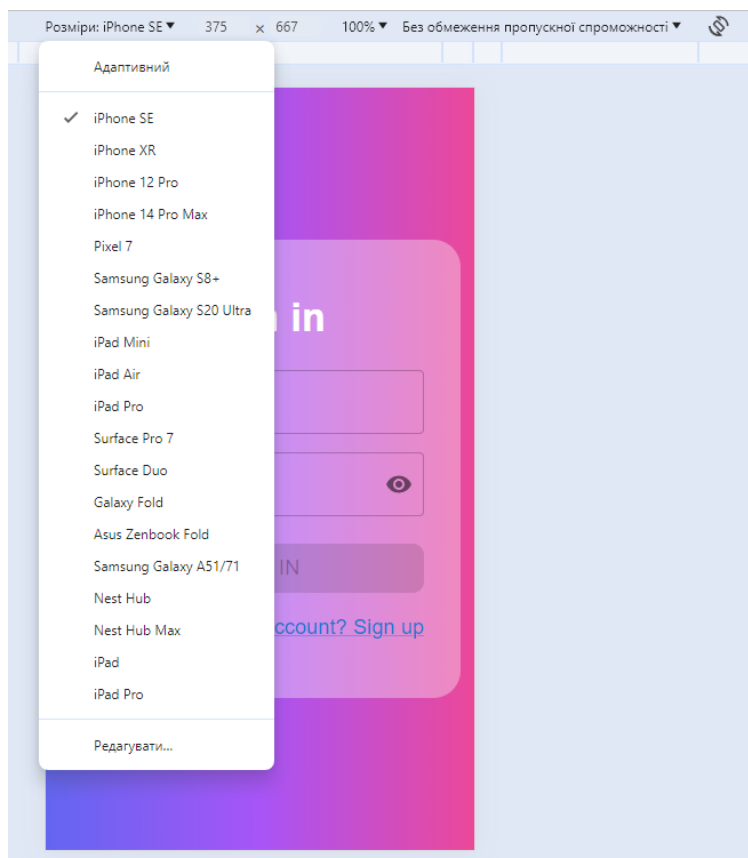 Розміри: iPhone SE ▼ 375 × 667 100% ▼ Без обмеження пропускної спроможності ▼
Адаптивний
✓ iPhone SE
iPhone XR
iPhone 12 Pro
iPhone 14 Pro Max
Pixel 7
Samsung Galaxy S8+
Samsung Galaxy S20 Ultra
in
iPad Mini
iPad Air
iPad Pro
Surface Pro 7
Surface Duo
Galaxy Fold
Asus Zenbook Fold
Samsung Galaxy A51/71
IN
Nest Hub
Nest Hub Max
ccount? Sign up
iPad
iPad Pro
Редагувати...